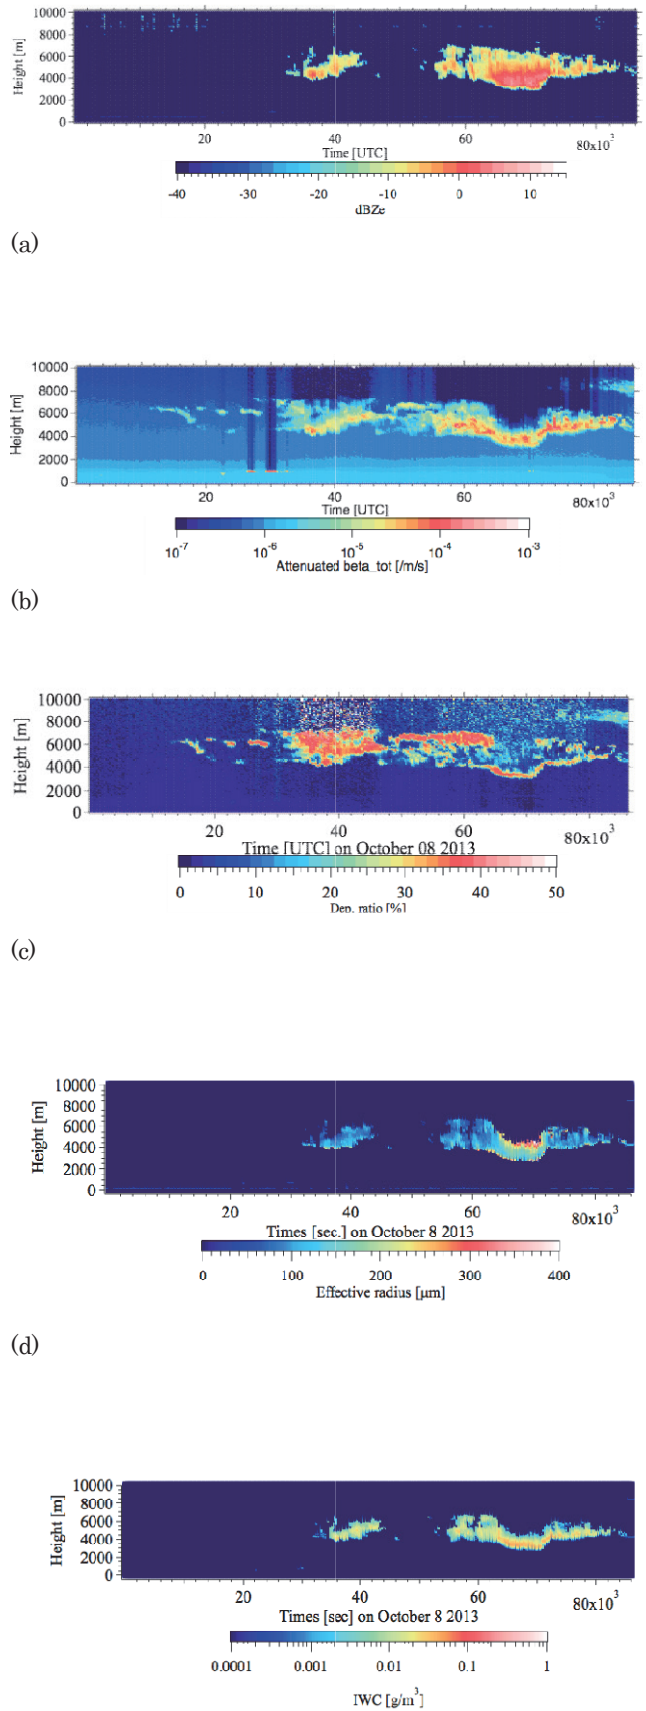 10000
8000
6000
4000
2000
0
Height [m]
20 40 60 80x10³
Time [UTC]
-40 -30 -20 -10 0 10
dBZe
(a)
10000
8000
6000
4000
2000
0
Height [m]
20 40 60 80x10³
Time [UTC]
10⁻⁷ 10⁻⁶ 10⁻⁵ 10⁻⁴ 10⁻³
Attenuated beta_tot [/m/s]
(b)
10000
8000
6000
4000
2000
0
Height [m]
20 40 60 80x10³
Time [UTC] on October 08 2013
0 10 20 30 40 50
Dep. ratio [%]
(c)
10000
8000
6000
4000
2000
0
Height [m]
20 40 60 80x10³
Times [sec.] on October 8 2013
0 100 200 300 400
Effective radius [μm]
(d)
10000
8000
6000
4000
2000
0
Height [m]
20 40 60 80x10³
Times [sec] on October 8 2013
0.0001 0.001 0.01 0.1 1
IWC [g/m³]